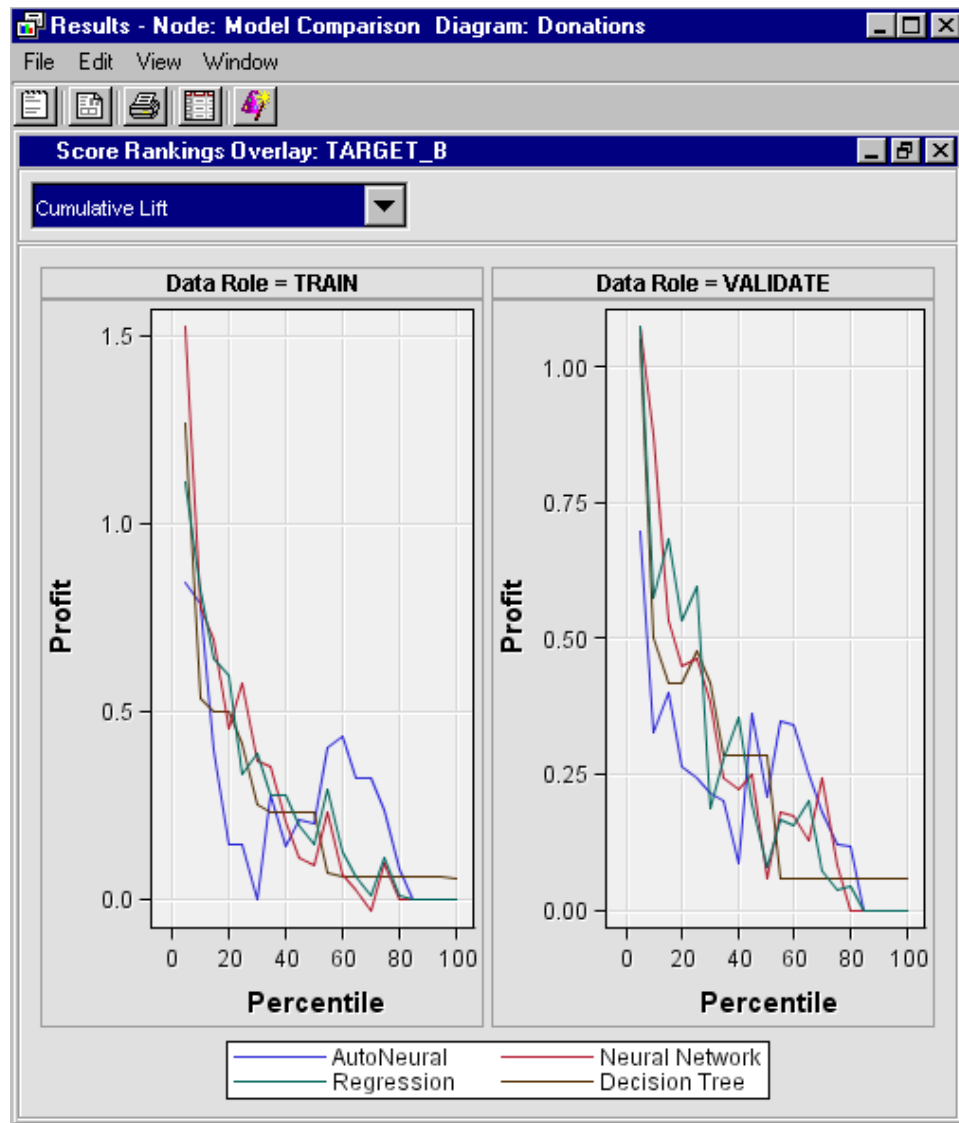 Results - Node: Model Comparison Diagram: Donations
File Edit View Window
Score Rankings Overlay: TARGET_B
Cumulative Lift
Data Role = TRAIN
Data Role = VALIDATE
1.5
1.0
0.5
0.0
Profit
0 20 40 60 80 100
Percentile
1.00
0.75
0.50
0.25
0.00
Profit
0 20 40 60 80 100
Percentile
AutoNeural Neural Network
Regression Decision Tree